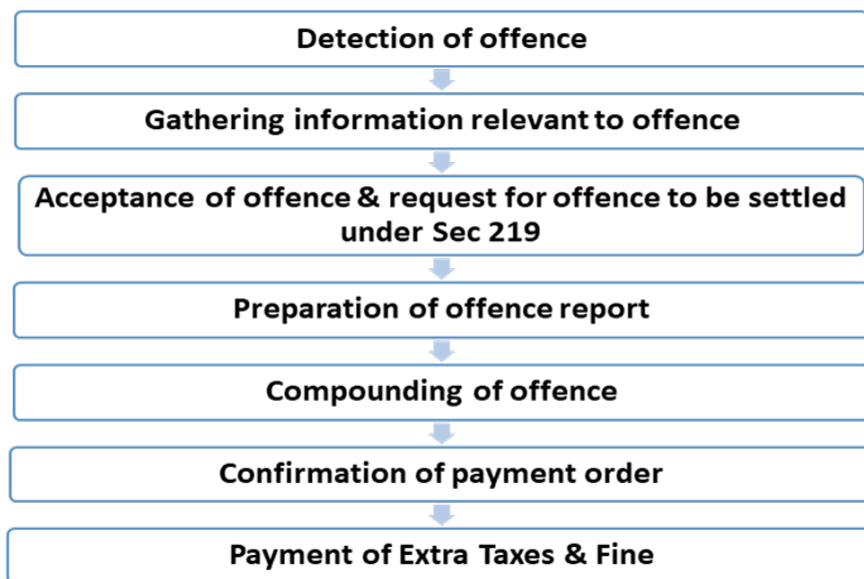 Detection of offence
Gathering information relevant to offence
Acceptance of offence & request for offence to be settled
under Sec 219
Preparation of offence report
Compounding of offence
Confirmation of payment order
Payment of Extra Taxes & Fine